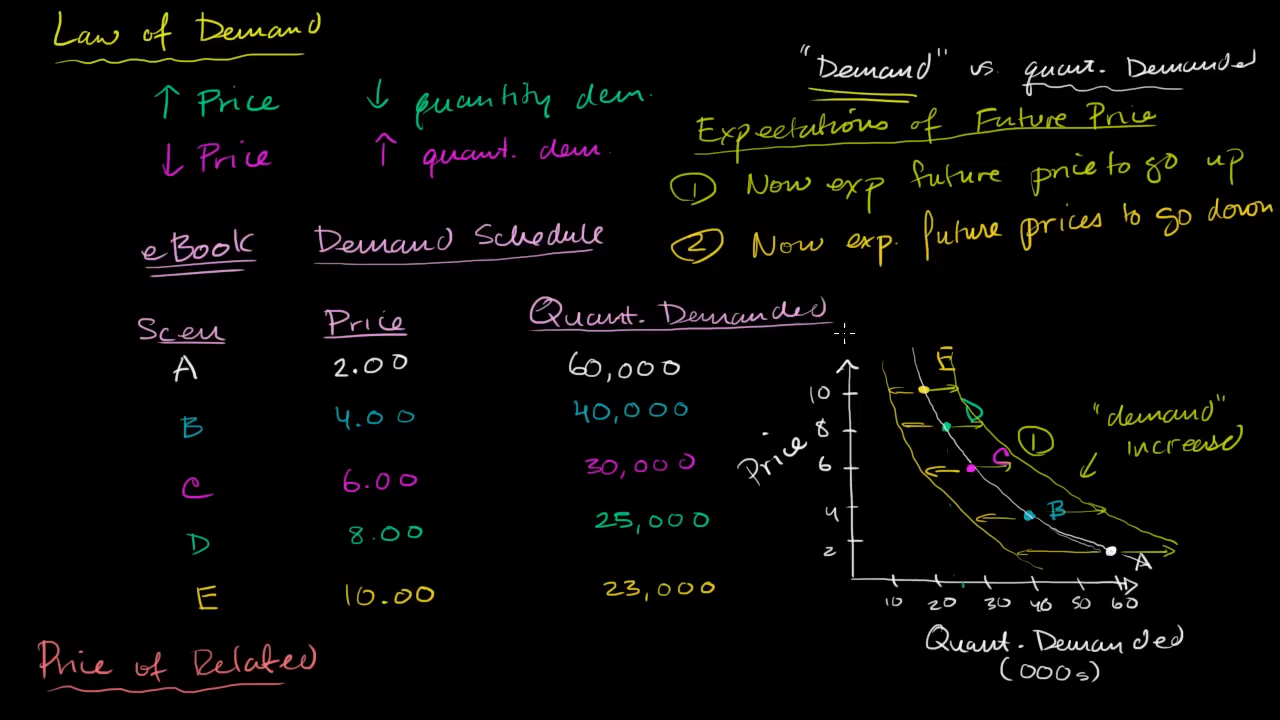 Law of Demand
↑ Price ↓ quantity dem.
↓ Price ↑ quant. dem.
"Demand" vs. quant. Demanded
Expectations of Future Price
① Now exp future price to go up
② Now exp. future prices to go down
eBook Demand Schedule
Scen Price Quant. Demanded
A 2.00 60,000
B 4.00 40,000
C 6.00 30,000
D 8.00 25,000
E 10.00 23,000
Price of Related
Price
10
8
6
4
2
E
D
C
B
A
①
"demand"
increase
10 20 30 40 50 60
Quant. Demanded
(000s)